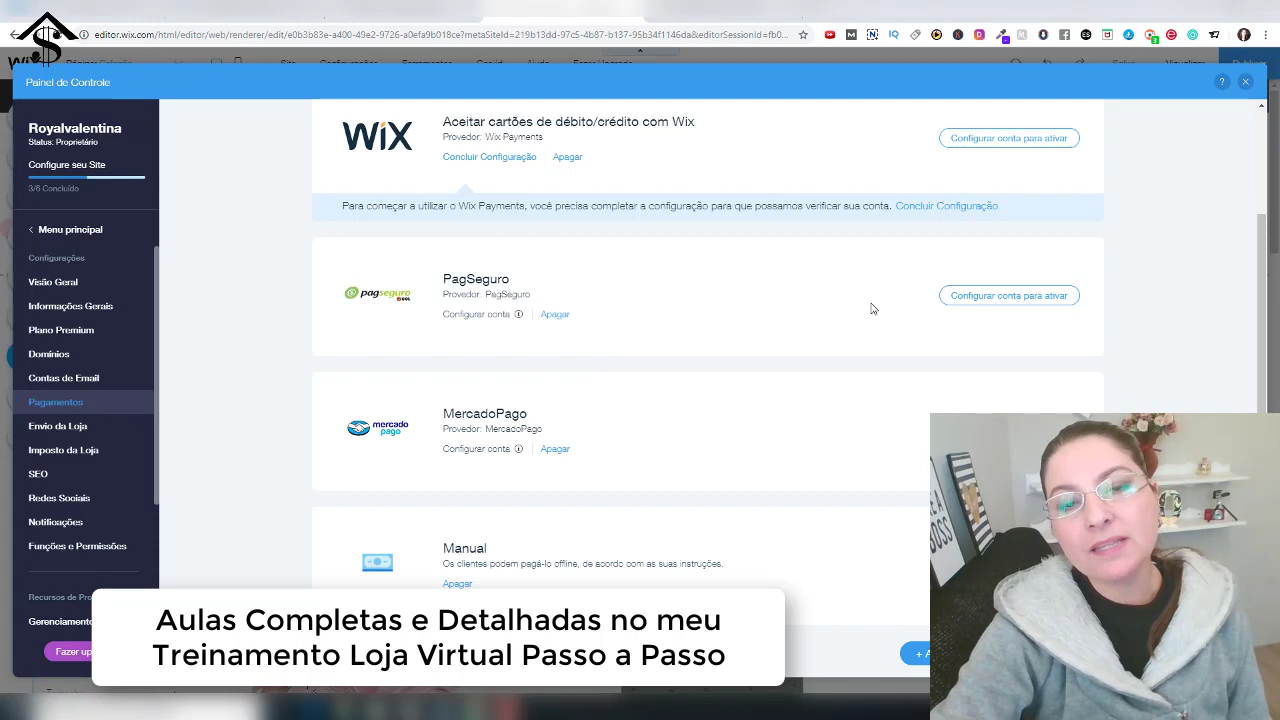 editor.wix.com/html/editor/web/renderer/edit/e0b3b83e-a400-49e2-9726-a0efadb018ce?metaSiteId=219b13dd-97c5-4b87-b137-95b34f1146da&editorSessionId=fb0...
Painel de Controle
Royalvalentina
Status: Proprietário
Configure seu Site
3/6 Concluído
Menu principal
Configurações
Visão Geral
Informações Gerais
Plano Premium
Domínios
Contas de Email
Pagamentos
Envio da Loja
Imposto da Loja
SEO
Redes Sociais
Notificações
Funções e Permissões
Recursos de Pro
Gerenciamento
Fazer up
WiX
Aceitar cartões de débito/crédito com Wix
Provedor: Wix Payments
Concluir Configuração
Apagar
Configurar conta para ativar
Para começar a utilizar o Wix Payments, você precisa completar a configuração para que possamos verificar sua conta. Concluir Configuração
pagseguro
PagSeguro
Provedor: PagSeguro
Configurar conta
Apagar
Configurar conta para ativar
mercado
pago
MercadoPago
Provedor: MercadoPago
Configurar conta
Apagar
Manual
Os clientes podem pagá-lo offline, de acordo com as suas instruções.
Apagar
Aulas Completas e Detalhadas no meu
Treinamento Loja Virtual Passo a Passo